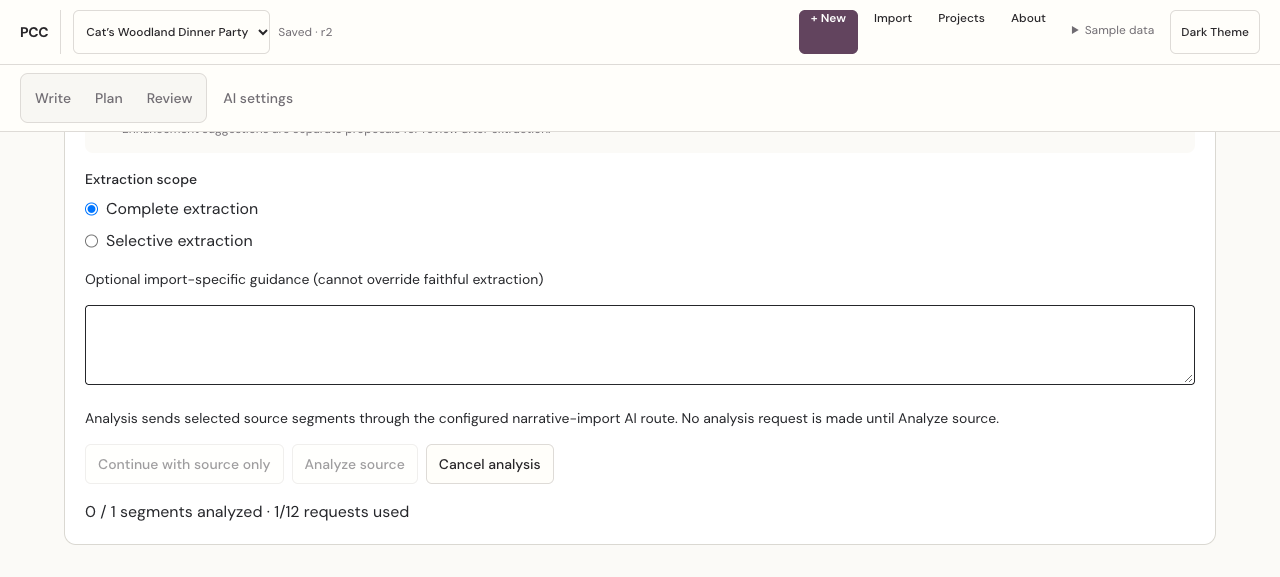 PCC
Cat's Woodland Dinner Party
Saved · r2
+ New
Import
Projects
About
Sample data
Dark Theme
Write
Plan
Review
AI settings
Extraction scope
Complete extraction
Selective extraction
Optional import-specific guidance (cannot override faithful extraction)
Analysis sends selected source segments through the configured narrative-import AI route. No analysis request is made until Analyze source.
Continue with source only
Analyze source
Cancel analysis
0 / 1 segments analyzed · 1/12 requests used